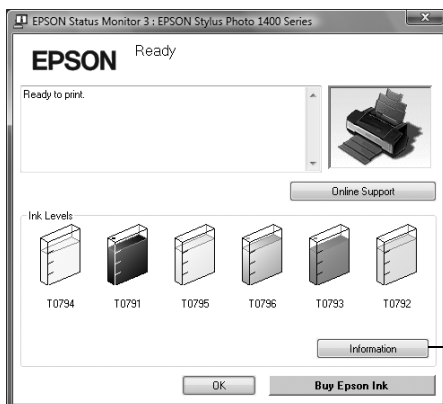 EPSON Status Monitor 3 : EPSON Stylus Photo 1400 Series
EPSON Ready
Ready to print.
Online Support
Ink Levels
T0794 T0791 T0795 T0796 T0793 T0792
Information
OK Buy Epson Ink